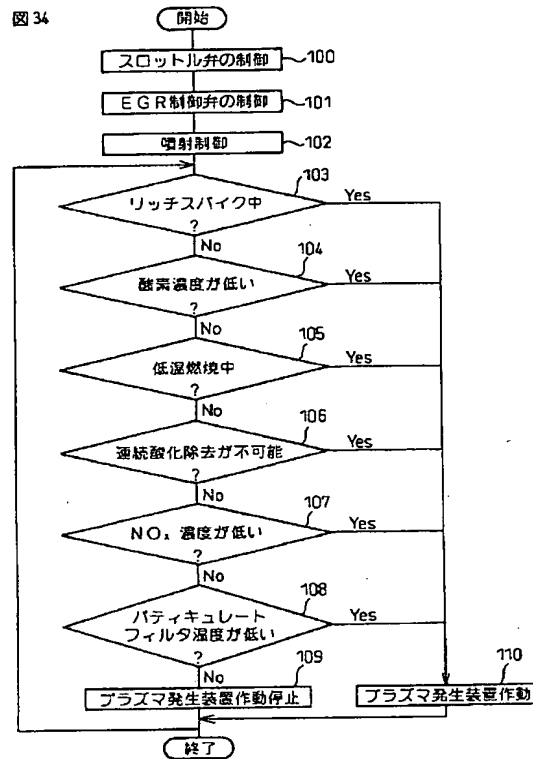 図 34
開始
スロットル弁の制御
100
EGR制御弁の制御
101
噴射制御
102
103
リッチスパイク中
Yes
?
No
104
酸素濃度が低い
Yes
?
No
105
低温燃焼中
Yes
?
No
106
連続酸化除去が不可能
Yes
?
No
107
NOx 濃度が低い
Yes
?
No
108
パティキュレート
フィルタ温度が低い
Yes
?
No
109
プラズマ発生装置作動停止
110
プラズマ発生装置作動
終了